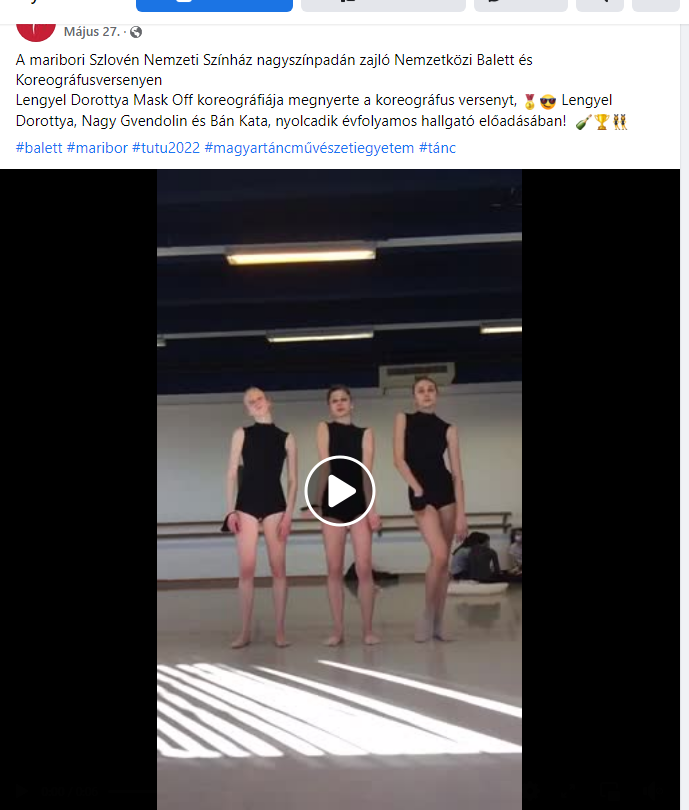 Május 27. ·
A maribori Szlovén Nemzeti Színház nagyszínpadán zajló Nemzetközi Balett és
Koreográfusversenyen
Lengyel Dorottya Mask Off koreográfiája megnyerte a koreográfus versenyt, 🏅😎 Lengyel
Dorottya, Nagy Gvendolin és Bán Kata, nyolcadik évfolyamos hallgató előadásában! 🍾🏆👯
#balett #maribor #tutu2022 #magyartáncművészetiegyetem #tánc